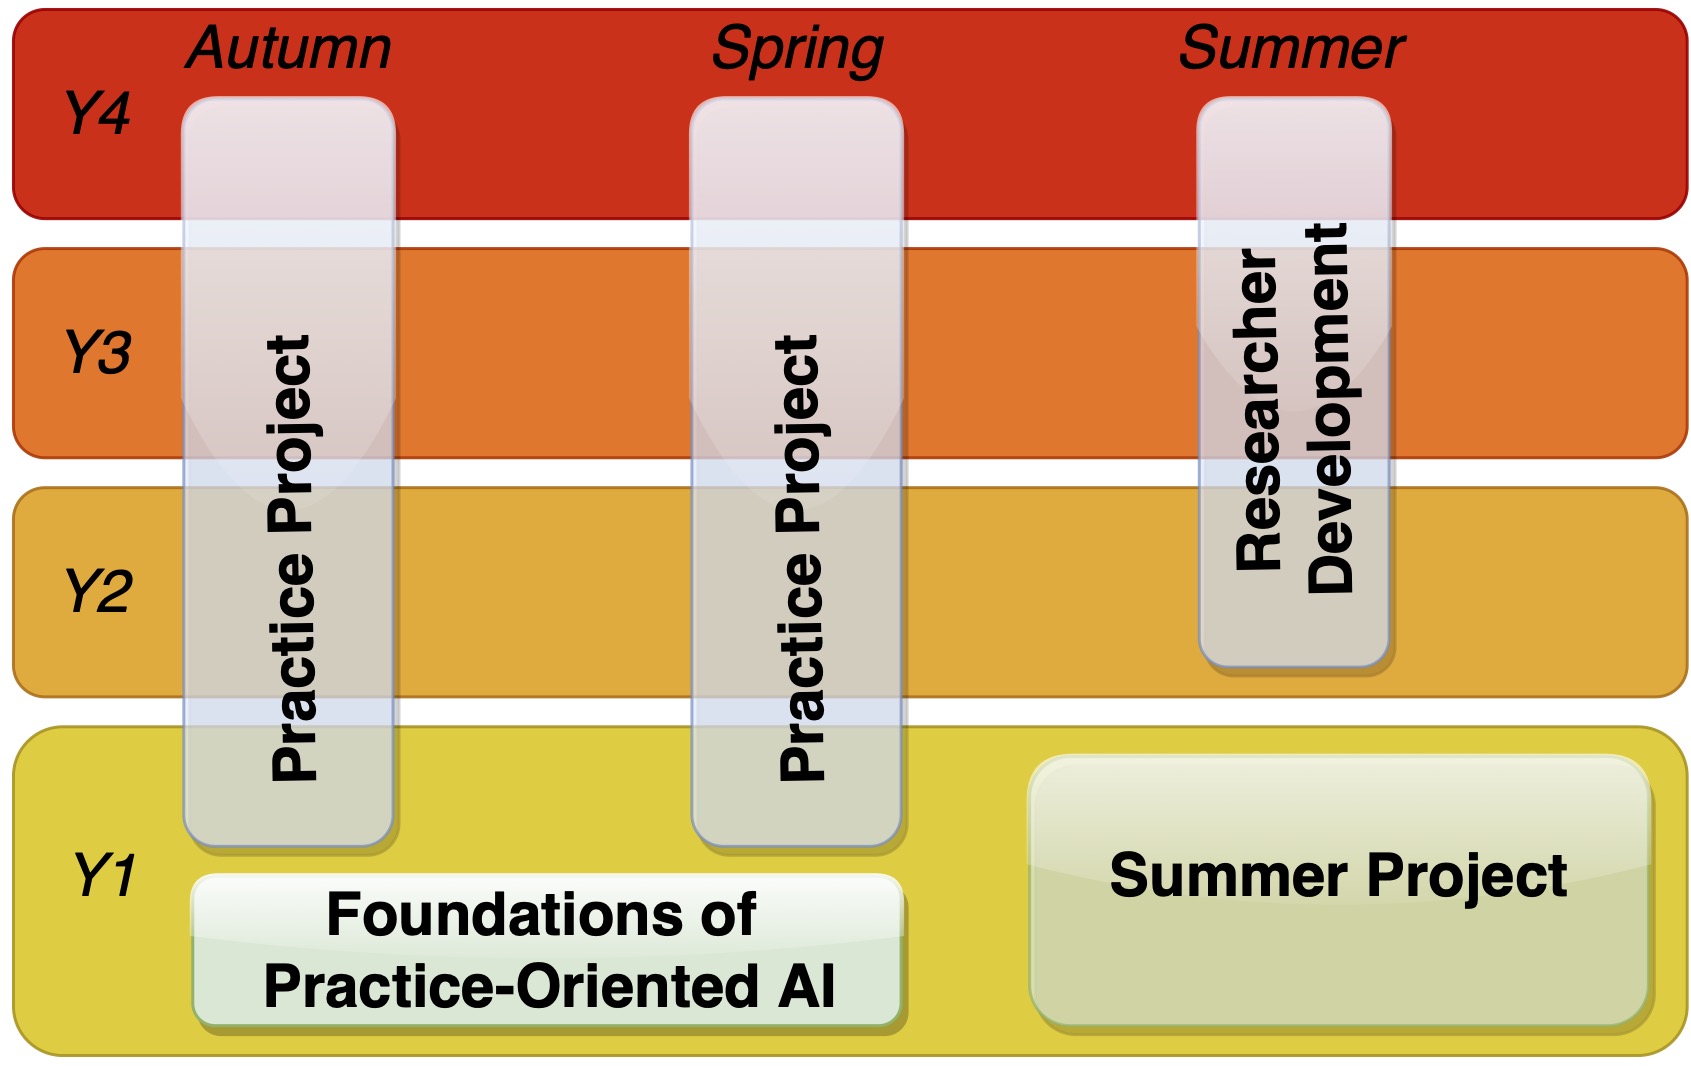 Autumn
Spring
Summer
Y4
Y3
Y2
Y1
Practice Project
Practice Project
Researcher
Development
Foundations of
Practice-Oriented AI
Summer Project